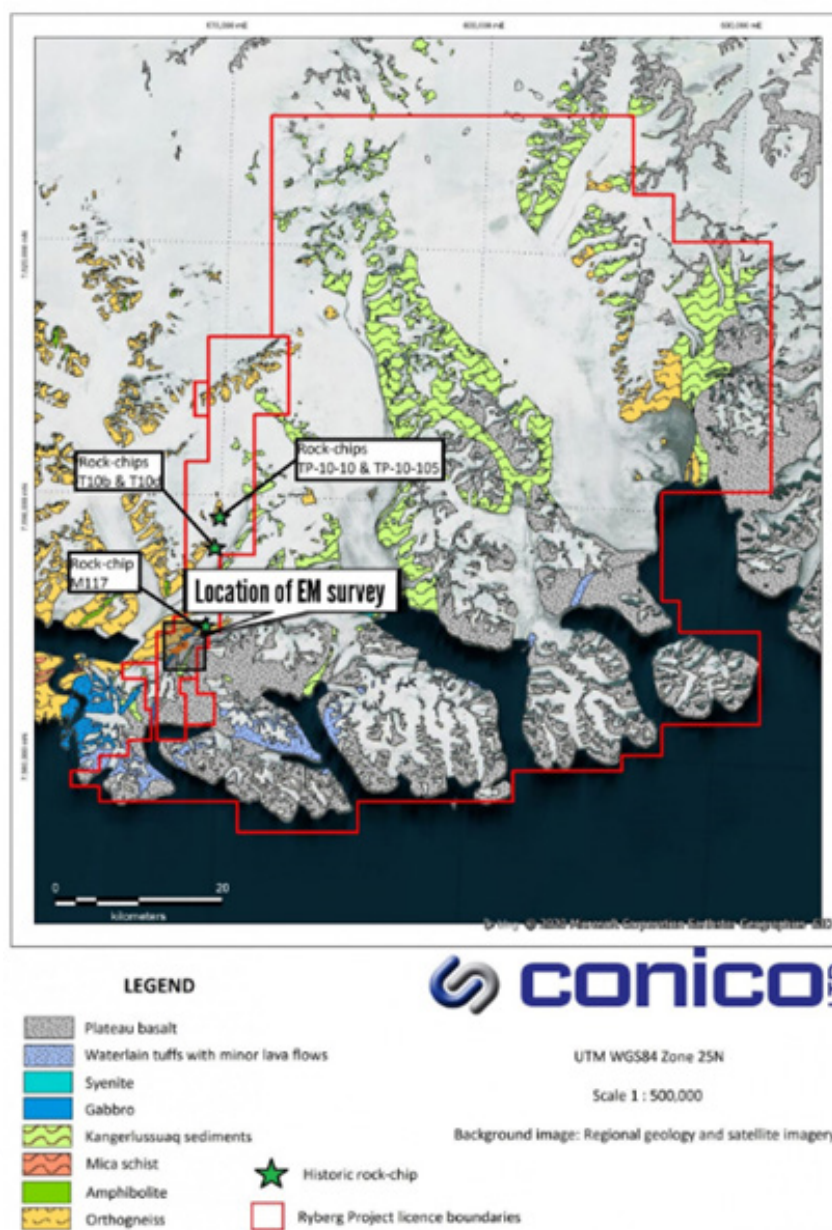 Rock-chips
TP-10-10 & TP-10-105
Rock-chips
T10b & T10d
Rock-chip
M117
Location of EM survey
0 20
kilometers
LEGEND
conico
Plateau basalt
Waterlain tuffs with minor lava flows
UTM WGS84 Zone 25N
Syenite
Gabbro
Scale 1 : 500,000
Kangerlussuaq sediments
Background image: Regional geology and satellite imagery
Mica schist
Historic rock-chip
Amphibolite
Orthogneiss
Ryberg Project licence boundaries